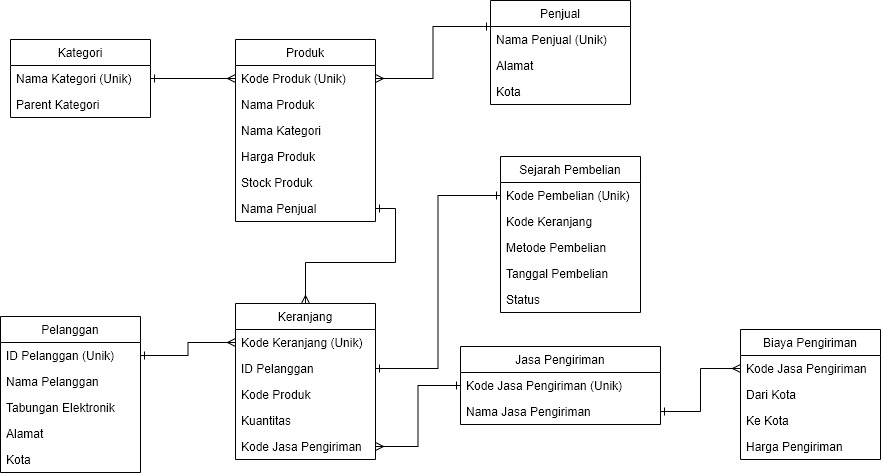 Penjual
Nama Penjual (Unik)
Alamat
Kota
Kategori
Nama Kategori (Unik)
Parent Kategori
Produk
Kode Produk (Unik)
Nama Produk
Nama Kategori
Harga Produk
Stock Produk
Nama Penjual
Sejarah Pembelian
Kode Pembelian (Unik)
Kode Keranjang
Metode Pembelian
Tanggal Pembelian
Status
Pelanggan
ID Pelanggan (Unik)
Nama Pelanggan
Tabungan Elektronik
Alamat
Kota
Keranjang
Kode Keranjang (Unik)
ID Pelanggan
Kode Produk
Kuantitas
Kode Jasa Pengiriman
Jasa Pengiriman
Kode Jasa Pengiriman (Unik)
Nama Jasa Pengiriman
Biaya Pengiriman
Kode Jasa Pengiriman
Dari Kota
Ke Kota
Harga Pengiriman